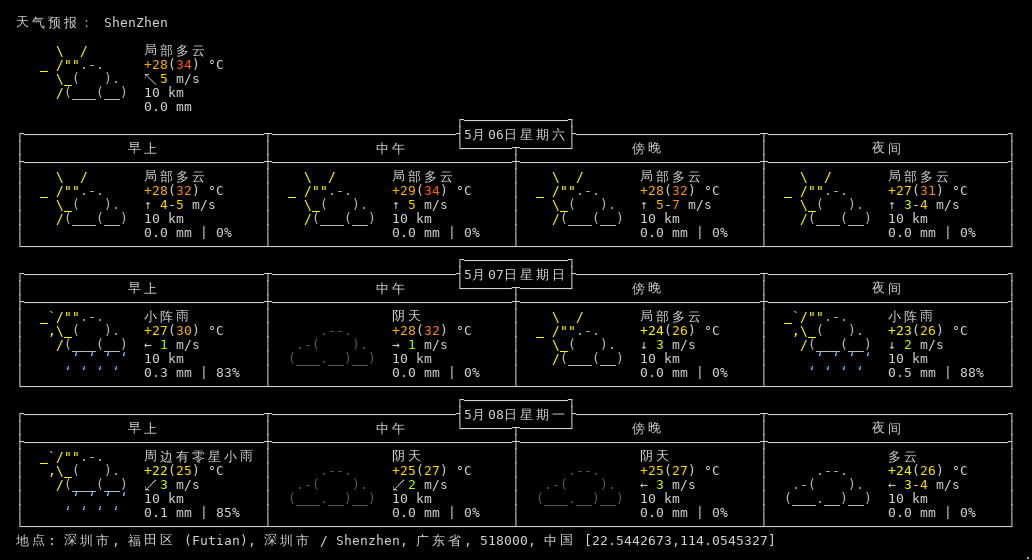 天气预报： ShenZhen
局部多云
+28(34) °C
↖ 5 m/s
10 km
0.0 mm
5月06日星期六
早上 中午 傍晚 夜间
局部多云 局部多云 局部多云 局部多云
+28(32) °C +29(34) °C +28(32) °C +27(31) °C
↑ 4-5 m/s ↑ 5 m/s ↑ 5-7 m/s ↑ 3-4 m/s
10 km 10 km 10 km 10 km
0.0 mm | 0% 0.0 mm | 0% 0.0 mm | 0% 0.0 mm | 0%
5月07日星期日
早上 中午 傍晚 夜间
小阵雨 阴天 局部多云 小阵雨
+27(30) °C +28(32) °C +24(26) °C +23(26) °C
← 1 m/s → 1 m/s ↓ 3 m/s ↓ 2 m/s
10 km 10 km 10 km 10 km
0.3 mm | 83% 0.0 mm | 0% 0.0 mm | 0% 0.5 mm | 88%
5月08日星期一
早上 中午 傍晚 夜间
周边有零星小雨 阴天 阴天 多云
+22(25) °C +25(27) °C +25(27) °C +24(26) °C
↙ 3 m/s ↙ 2 m/s ← 3 m/s ← 3-4 m/s
10 km 10 km 10 km 10 km
0.1 mm | 85% 0.0 mm | 0% 0.0 mm | 0% 0.0 mm | 0%
地点: 深圳市, 福田区 (Futian), 深圳市 / Shenzhen, 广东省, 518000, 中国 [22.5442673,114.0545327]